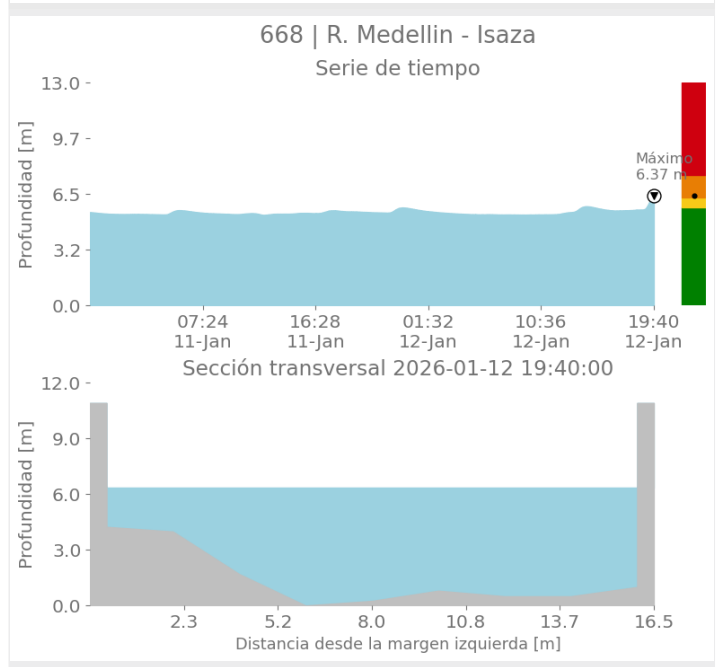 668 | R. Medellin - Isaza
Serie de tiempo
13.0
9.7
6.5
3.2
0.0
Profundidad [m]
Máximo
6.37 m
07:24 16:28 01:32 10:36 19:40
11-Jan 11-Jan 12-Jan 12-Jan 12-Jan
Sección transversal 2026-01-12 19:40:00
12.0
9.0
6.0
3.0
0.0
Profundidad [m]
2.3 5.2 8.0 10.8 13.7 16.5
Distancia desde la margen izquierda [m]